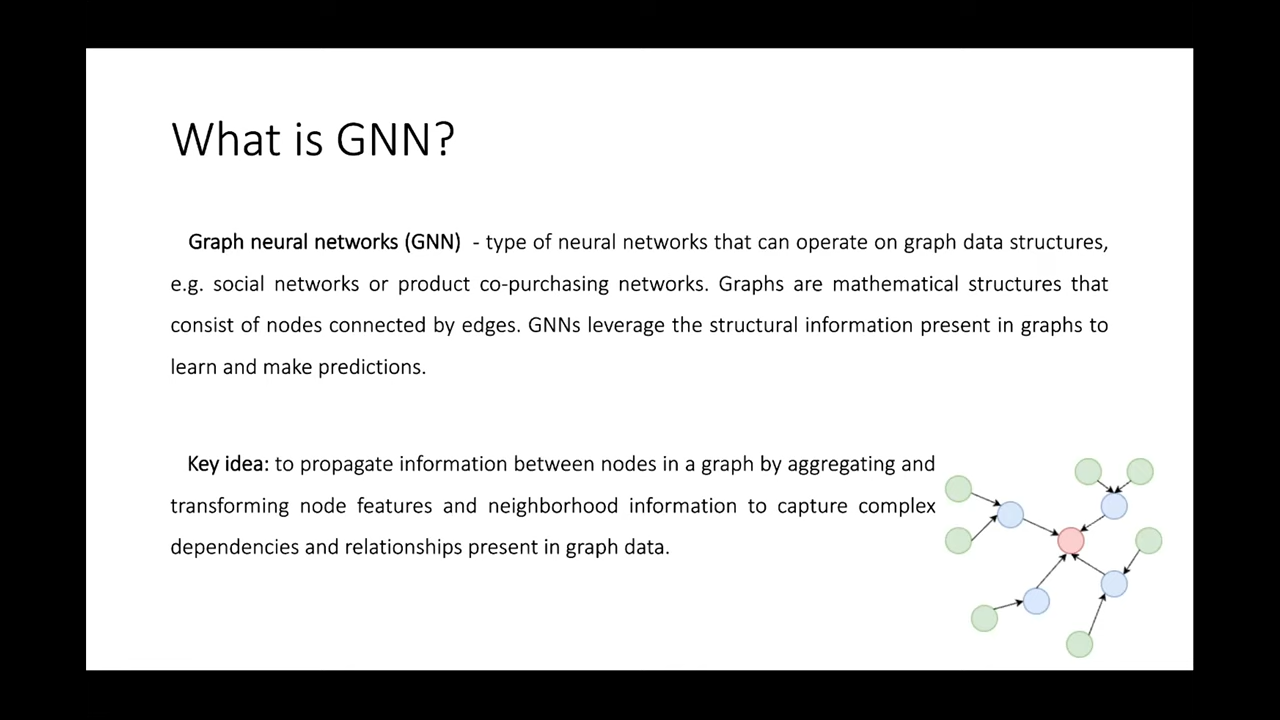 What is GNN?
Graph neural networks (GNN) - type of neural networks that can operate on graph data structures,
e.g. social networks or product co-purchasing networks. Graphs are mathematical structures that
consist of nodes connected by edges. GNNs leverage the structural information present in graphs to
learn and make predictions.
Key idea: to propagate information between nodes in a graph by aggregating and
transforming node features and neighborhood information to capture complex
dependencies and relationships present in graph data.